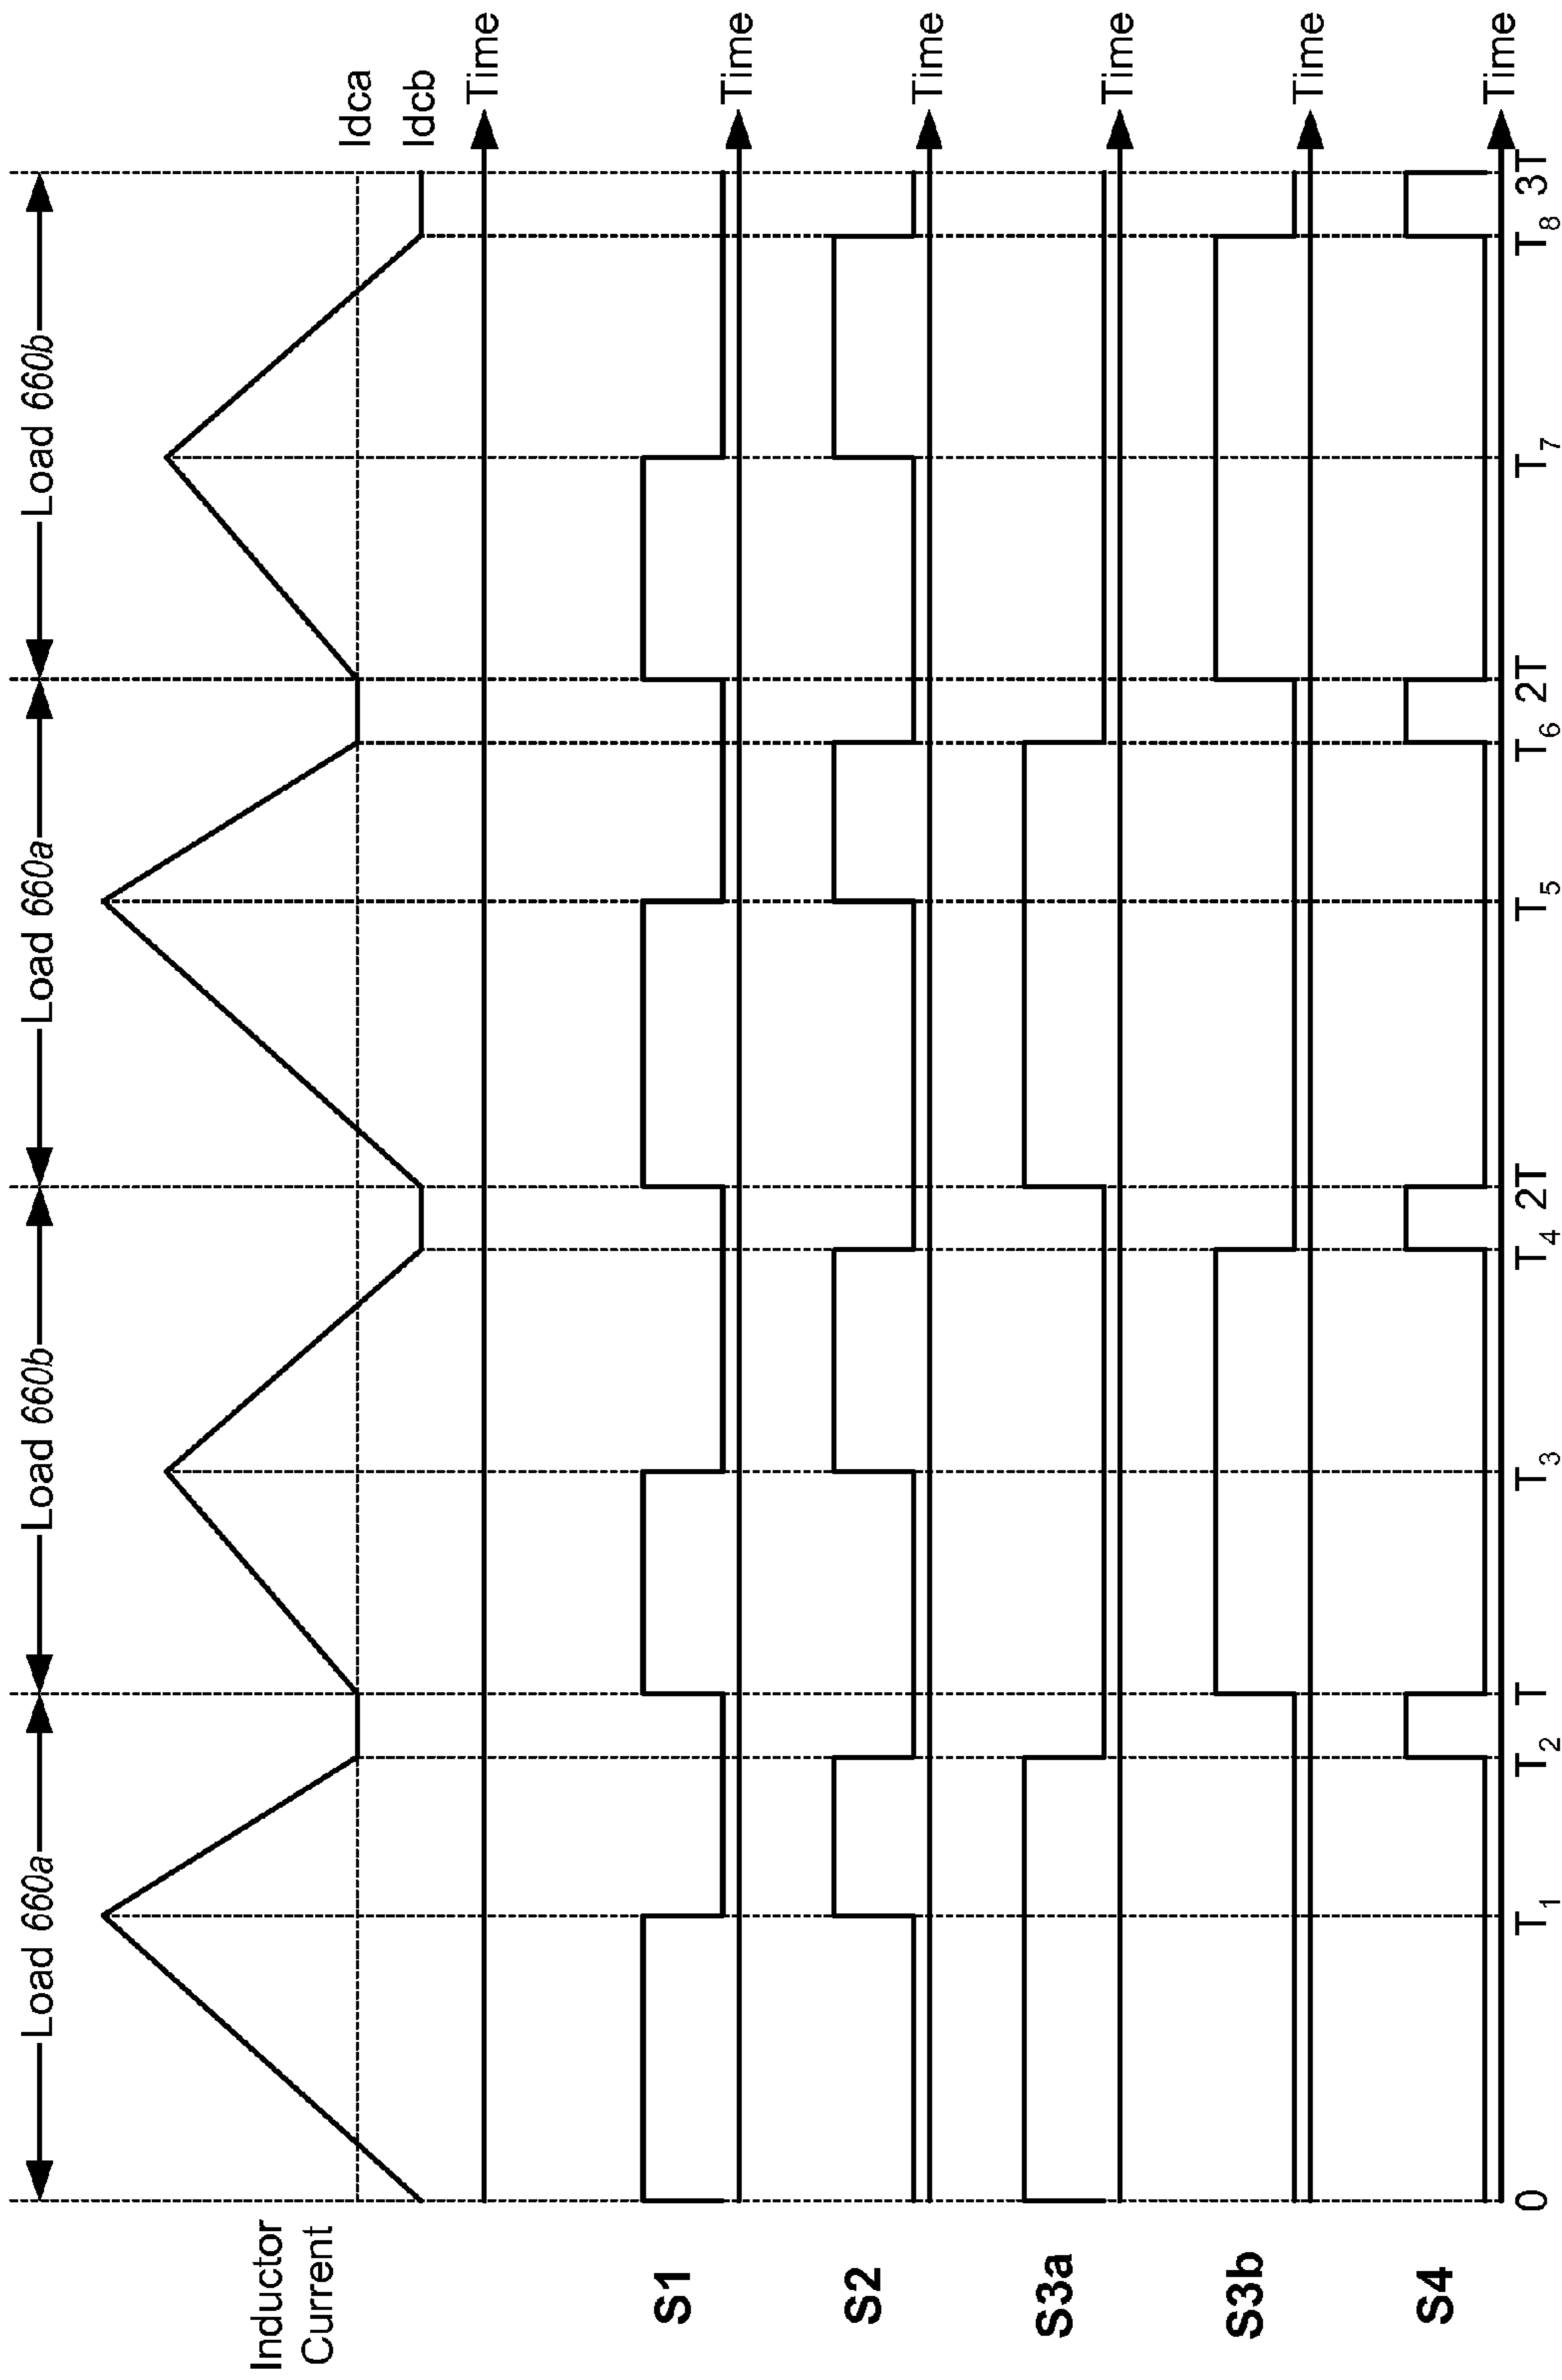 Load 660a
Load 660b
Load 660a
Load 660b
Inductor
Current
Idca
Idcb
Time
S1
Time
S2
Time
S3a
Time
S3b
Time
S4
Time
0
T1
T2
T
T3
T4
2T
T5
T6
2T
T7
T8
3T